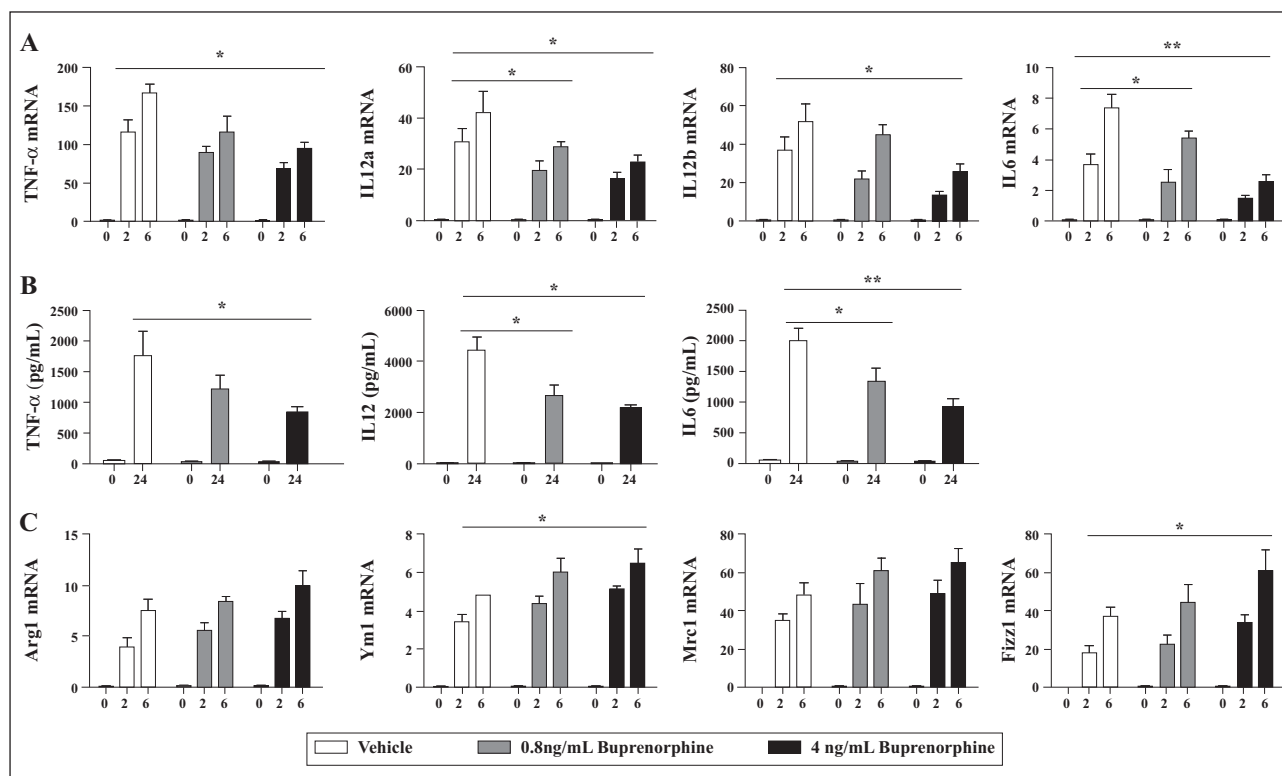 A
*
TNF-α mRNA
200
150
100
50
0
0 2 6 0 2 6 0 2 6
*
*
IL12a mRNA
60
40
20
0
0 2 6 0 2 6 0 2 6
*
IL12b mRNA
80
60
40
20
0
0 2 6 0 2 6 0 2 6
**
*
IL6 mRNA
10
8
6
4
2
0
0 2 6 0 2 6 0 2 6
B
*
TNF-α (pg/mL)
2500
2000
1500
1000
500
0
0 24 0 24 0 24
*
*
IL12 (pg/mL)
6000
4000
2000
0
0 24 0 24 0 24
**
*
IL6 (pg/mL)
2500
2000
1500
1000
500
0
0 24 0 24 0 24
C
Arg1 mRNA
15
10
5
0
0 2 6 0 2 6 0 2 6
*
Ym1 mRNA
8
6
4
2
0
0 2 6 0 2 6 0 2 6
Mrc1 mRNA
80
60
40
20
0
0 2 6 0 2 6 0 2 6
*
Fizz1 mRNA
80
60
40
20
0
0 2 6 0 2 6 0 2 6
Vehicle 0.8ng/mL Buprenorphine 4 ng/mL Buprenorphine